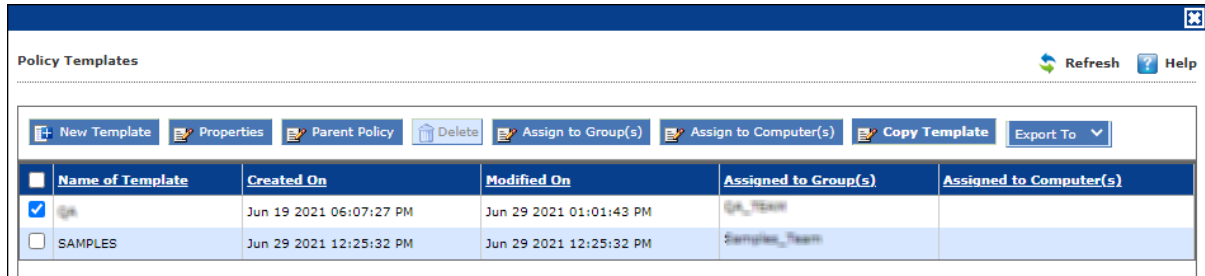 Policy Templates
Refresh
? Help
New Template Properties Parent Policy Delete Assign to Group(s) Assign to Computer(s) Copy Template Export To
Name of Template Created On Modified On Assigned to Group(s) Assigned to Computer(s)
Jun 19 2021 06:07:27 PM Jun 29 2021 01:01:43 PM
SAMPLES Jun 29 2021 12:25:32 PM Jun 29 2021 12:25:32 PM